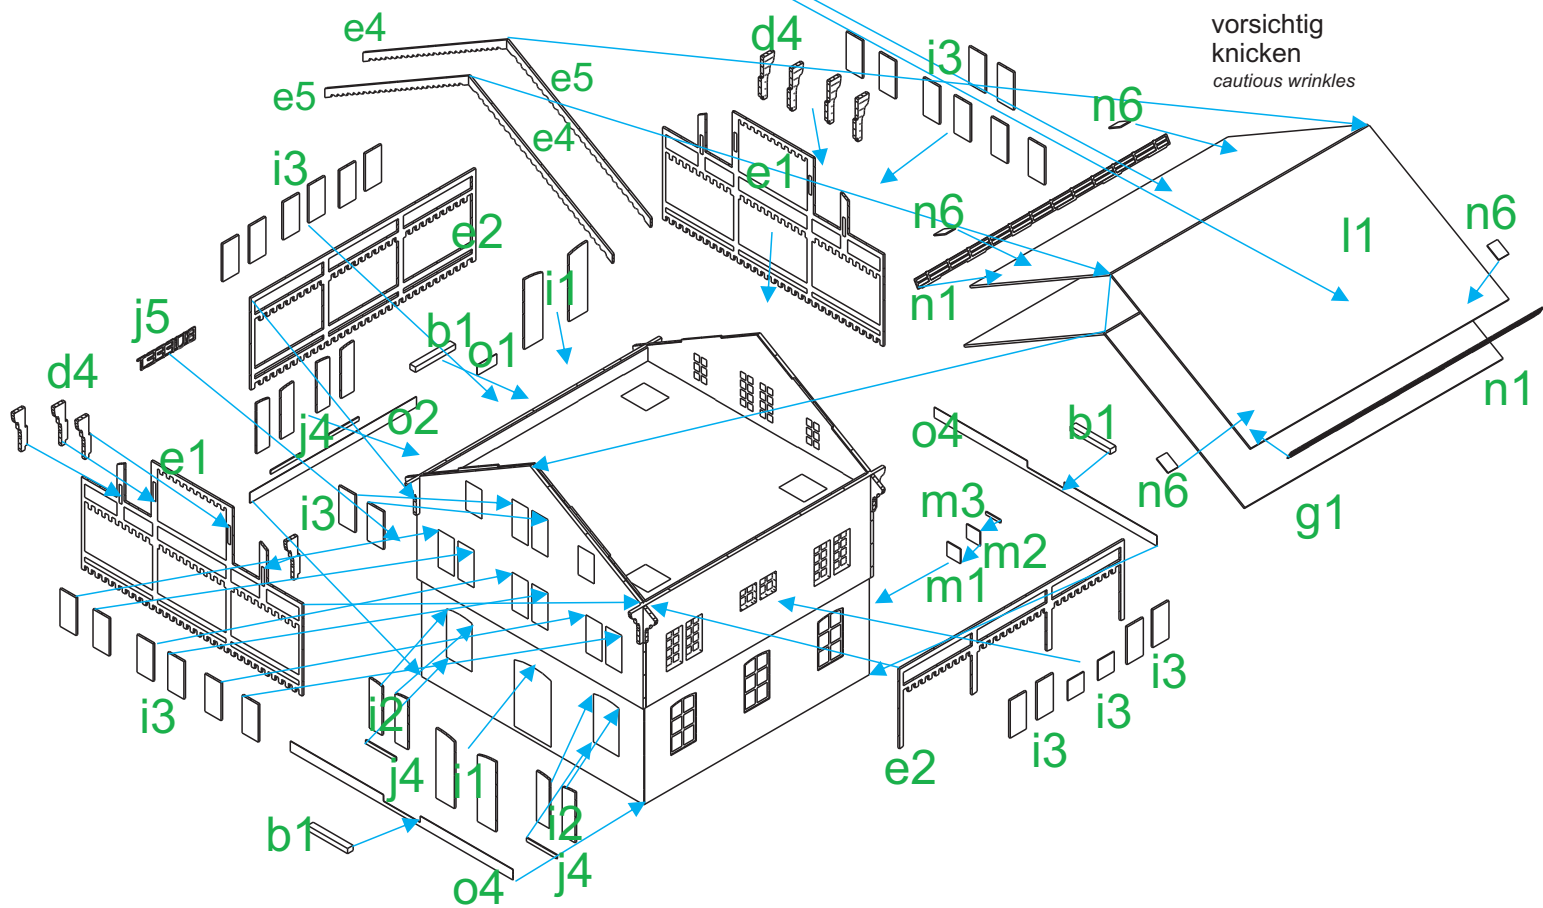 vorsichtig
knicken
cautious wrinkles
e4
d4
i3
e5
e5
n6
e4
i3
e1
n6
n6
l1
e2
i1
n1
j5
b1
o1
d4
n1
o2
o4
b1
j4
e1
n6
i3
m3
g1
m2
m1
i3
i2
i3
i3
i3
j4
i1
e2
i2
b1
j4
o4